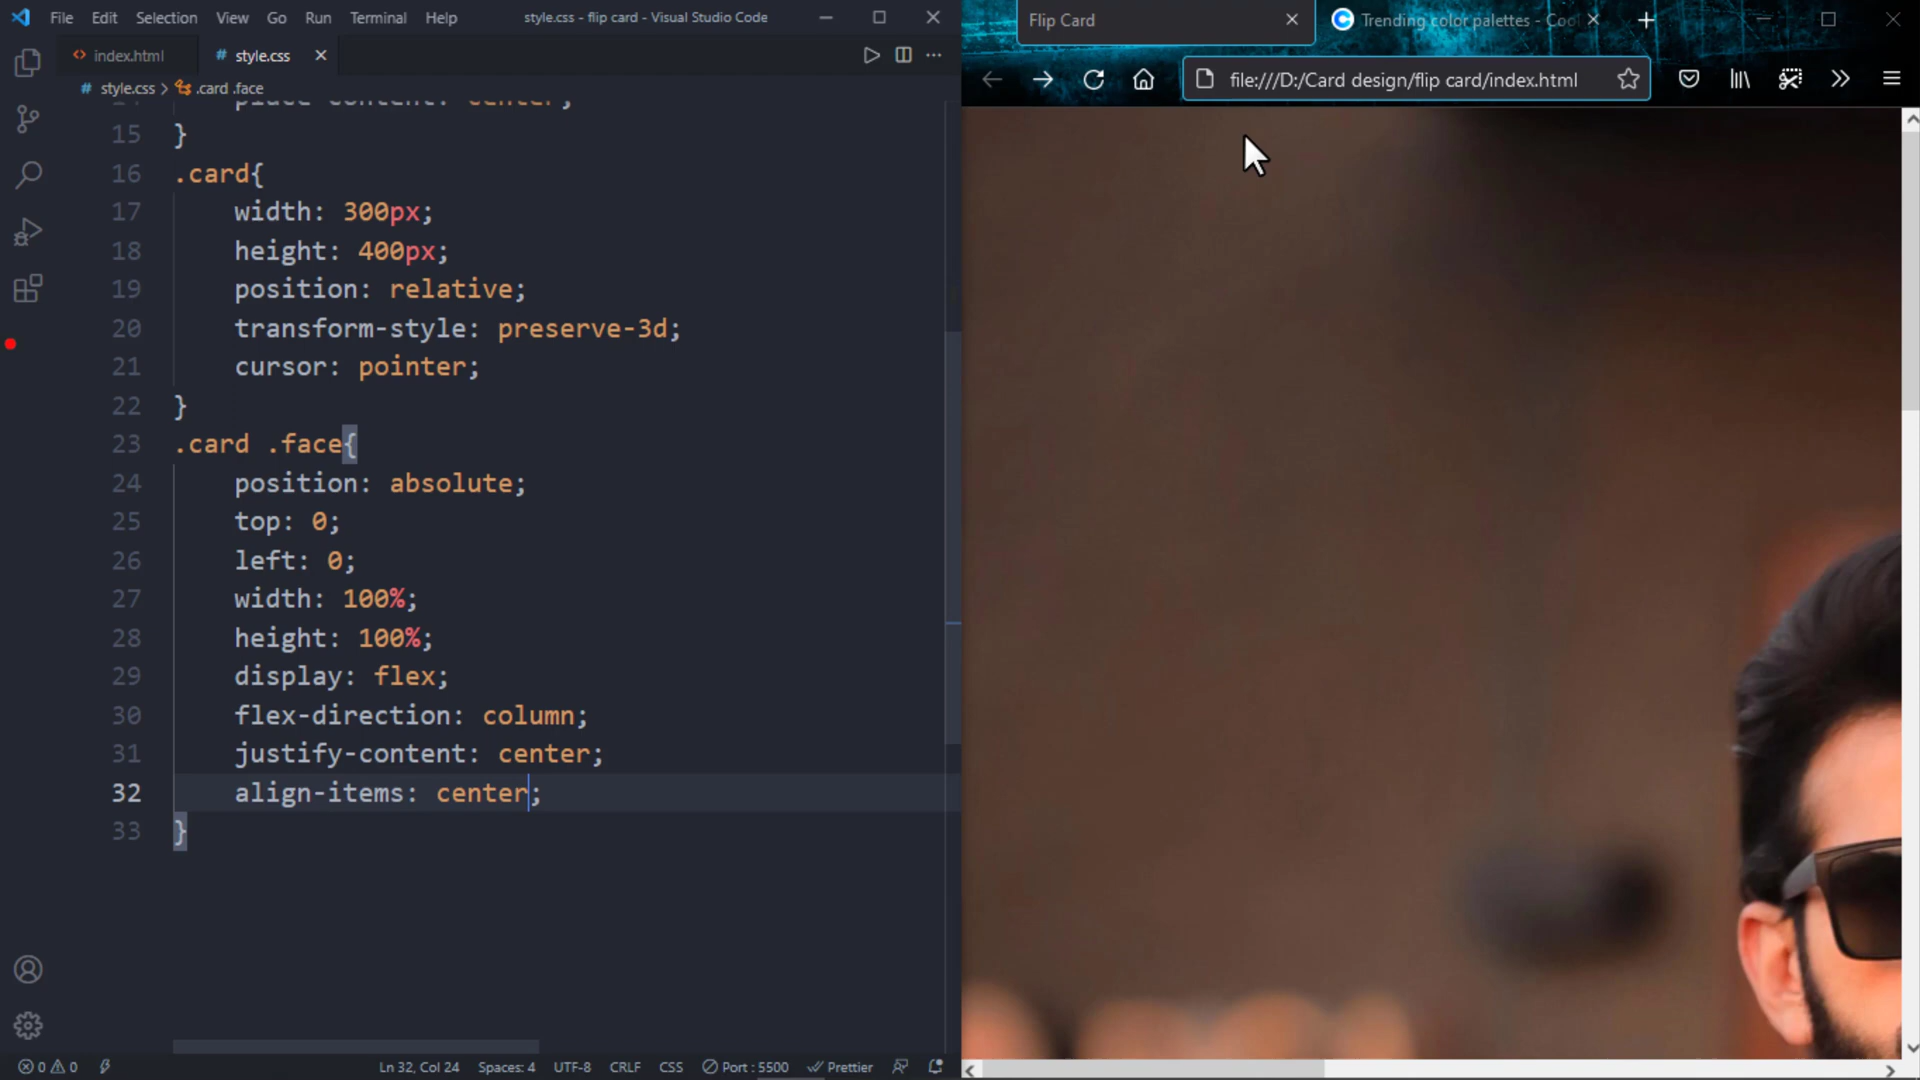 File Edit Selection View Go Run Terminal Help
style.css - flip card - Visual Studio Code
index.html
# style.css
# style.css > .card .face
15 }
16 .card{
17 width: 300px;
18 height: 400px;
19 position: relative;
20 transform-style: preserve-3d;
21 cursor: pointer;
22 }
23 .card .face{
24 position: absolute;
25 top: 0;
26 left: 0;
27 width: 100%;
28 height: 100%;
29 display: flex;
30 flex-direction: column;
31 justify-content: center;
32 align-items: center;
33 }
0 0
Ln 32, Col 24 Spaces: 4 UTF-8 CRLF CSS Port : 5500 Prettier
Flip Card
Trending color palettes - Coo
file:///D:/Card design/flip card/index.html